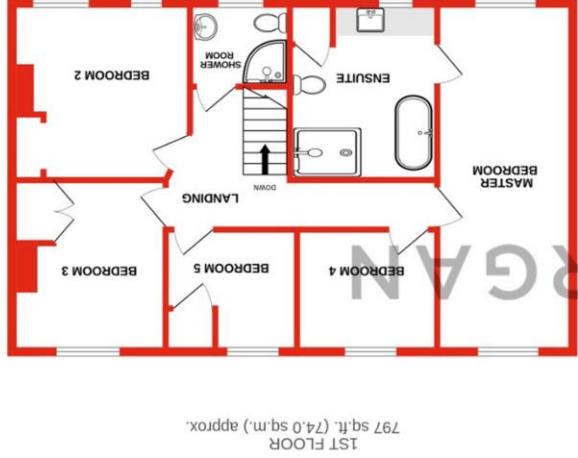 1ST FLOOR
797 sq.ft. (74.0 sq.m.) approx.
BEDROOM 3
BEDROOM 5
BEDROOM 4
RGAN
LANDING
DOWN
MASTER
BEDROOM
BEDROOM 2
SHOWER
ROOM
ENSUITE